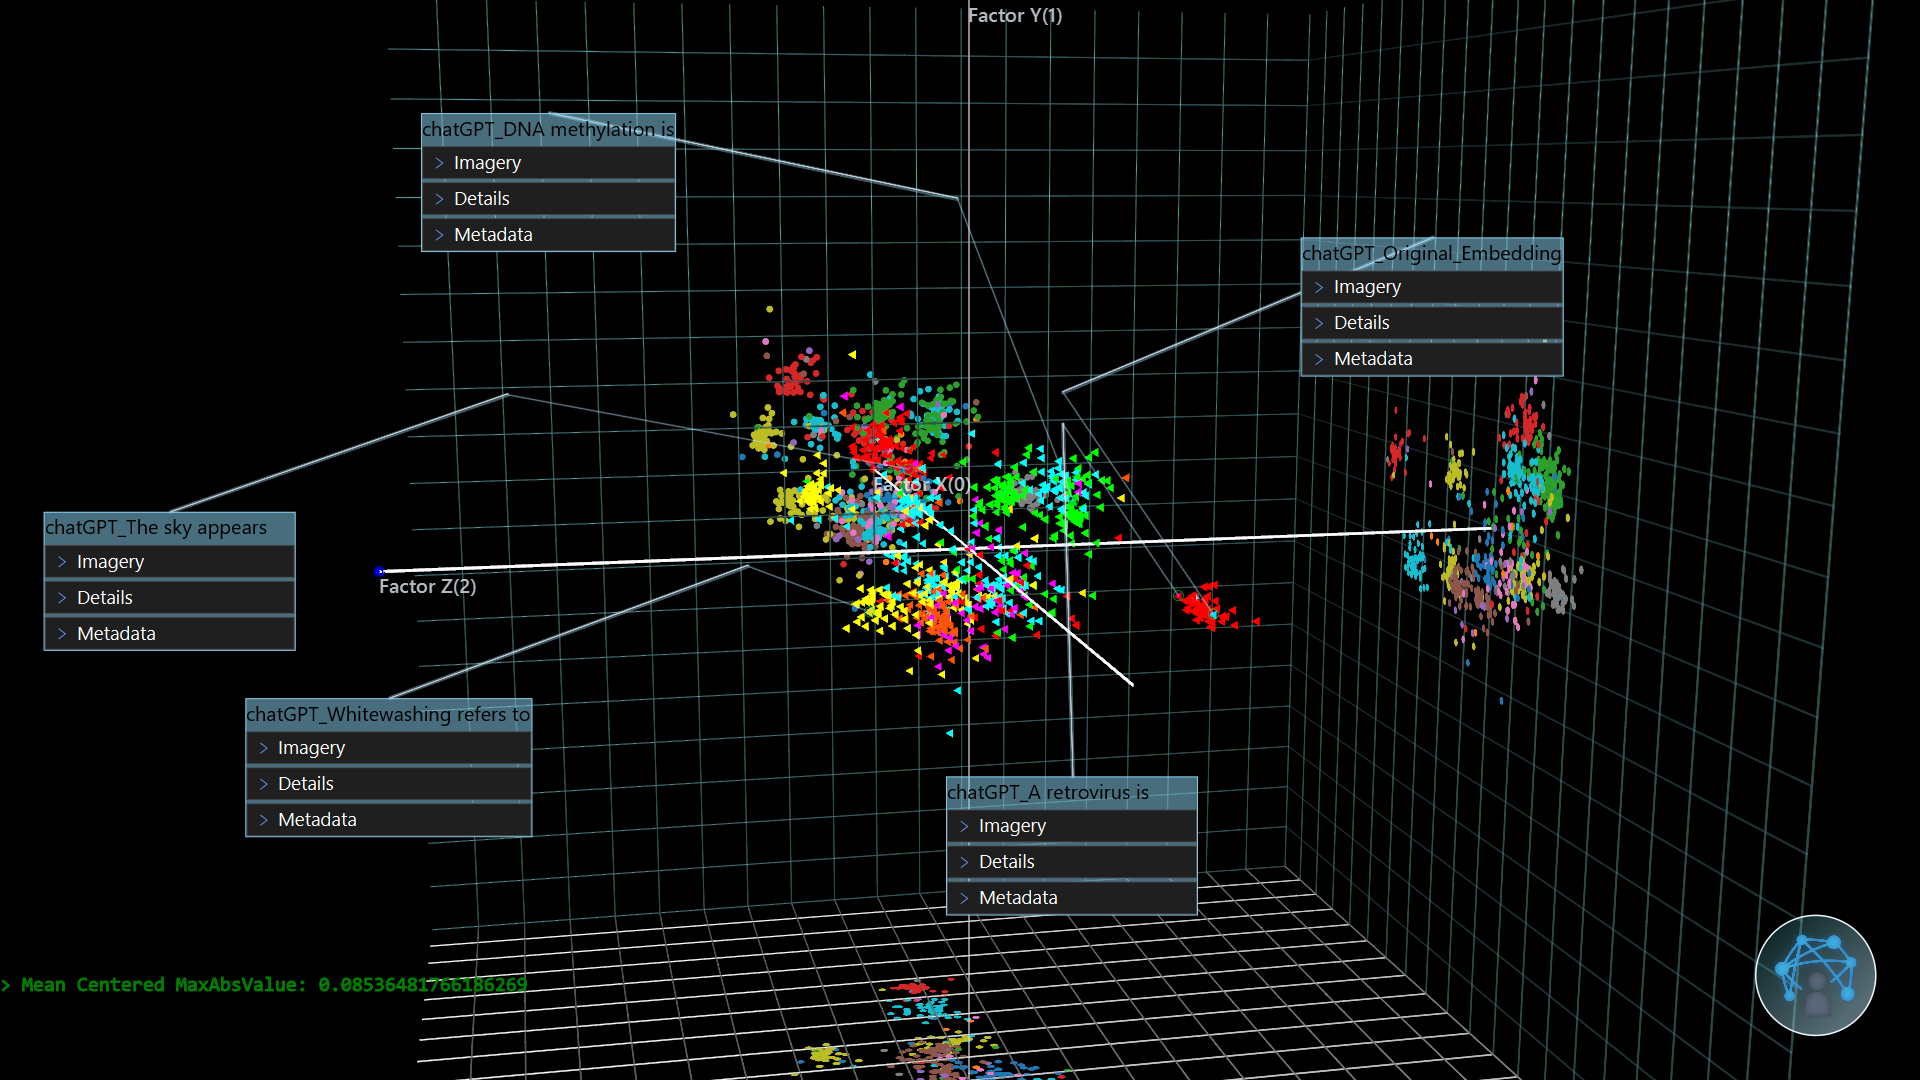 Factor Y(1)
chatGPT_DNA methylation is
> Imagery
> Details
> Metadata
chatGPT_Original_Embedding
> Imagery
> Details
> Metadata
Factor X(0)
chatGPT_The sky appears
> Imagery
> Details
> Metadata
Factor Z(2)
chatGPT_Whitewashing refers to
> Imagery
> Details
> Metadata
chatGPT_A retrovirus is
> Imagery
> Details
> Metadata
> Mean Centered MaxAbsValue: 0.08536481766186269